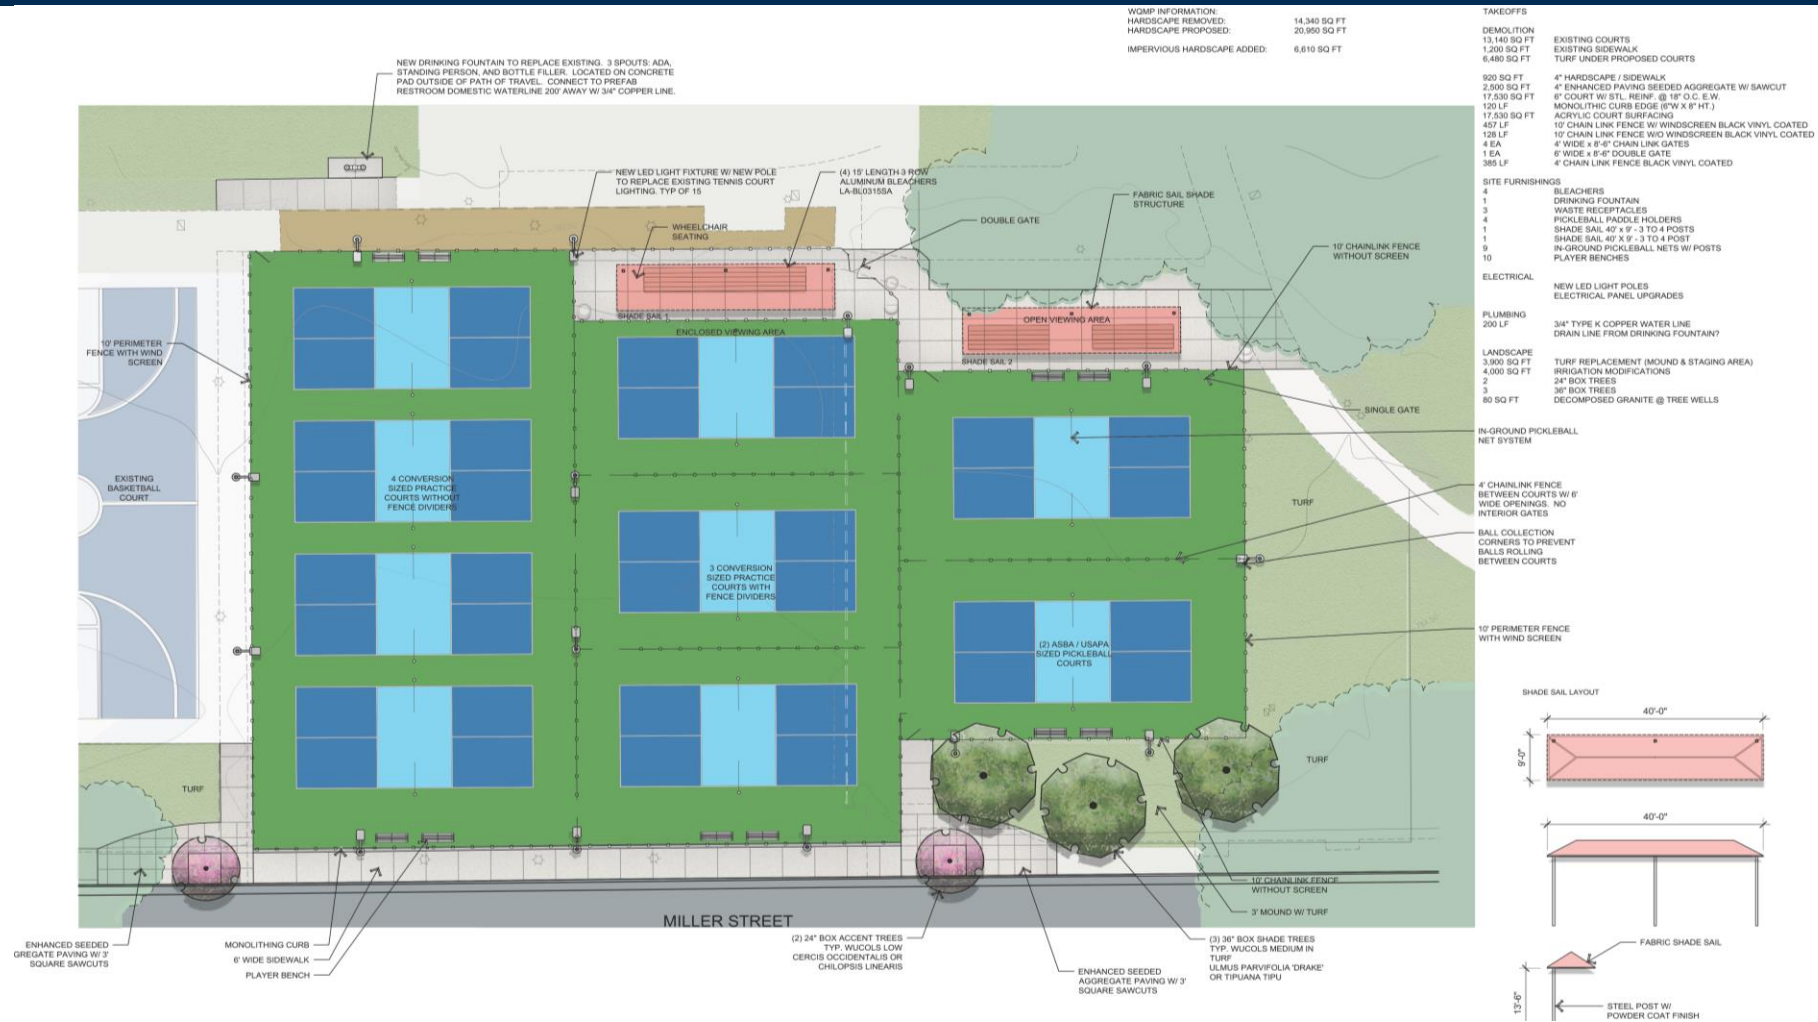 WQMP INFORMATION:
HARDSCAPE REMOVED: 14,340 SQ FT
HARDSCAPE PROPOSED: 20,950 SQ FT
IMPERVIOUS HARDSCAPE ADDED: 6,610 SQ FT
TAKEOFFS
DEMOLITION
13,140 SQ FT EXISTING COURTS
1,200 SQ FT EXISTING SIDEWALK
6,480 SQ FT TURF UNDER PROPOSED COURTS
920 SQ FT 4" HARDSCAPE / SIDEWALK
2,500 SQ FT 4" ENHANCED PAVING SEEDED AGGREGATE W/ SAWCUT
17,530 SQ FT 6" COURT W/ STL. REINF. @ 18" O.C. E.W.
120 LF MONOLITHIC CURB EDGE (6"W X 8" HT.)
17,530 SQ FT ACRYLIC COURT SURFACING
457 LF 10' CHAIN LINK FENCE W/ WINDSCREEN BLACK VINYL COATED
128 LF 10' CHAIN LINK FENCE W/O WINDSCREEN BLACK VINYL COATED
4 EA 4' WIDE x 8'-6" CHAIN LINK GATES
1 EA 6' WIDE x 8'-6" DOUBLE GATE
385 LF 4' CHAIN LINK FENCE BLACK VINYL COATED
SITE FURNISHINGS
4 BLEACHERS
1 DRINKING FOUNTAIN
3 WASTE RECEPTACLES
4 PICKLEBALL PADDLE HOLDERS
1 SHADE SAIL 40' x 9' - 3 TO 4 POSTS
1 SHADE SAIL 40' X 9' - 3 TO 4 POST
9 IN-GROUND PICKLEBALL NETS W/ POSTS
10 PLAYER BENCHES
ELECTRICAL
NEW LED LIGHT POLES
ELECTRICAL PANEL UPGRADES
PLUMBING
200 LF 3/4" TYPE K COPPER WATER LINE
DRAIN LINE FROM DRINKING FOUNTAIN?
LANDSCAPE
3,900 SQ FT TURF REPLACEMENT (MOUND & STAGING AREA)
4,000 SQ FT IRRIGATION MODIFICATIONS
2 24" BOX TREES
3 36" BOX TREES
80 SQ FT DECOMPOSED GRANITE @ TREE WELLS
NEW DRINKING FOUNTAIN TO REPLACE EXISTING. 3 SPOUTS: ADA,
STANDING PERSON, AND BOTTLE FILLER. LOCATED ON CONCRETE
PAD OUTSIDE OF PATH OF TRAVEL. CONNECT TO PREFAB
RESTROOM DOMESTIC WATERLINE 200' AWAY W/ 3/4" COPPER LINE.
NEW LED LIGHT FIXTURE W/ NEW POLE
TO REPLACE EXISTING TENNIS COURT
LIGHTING. TYP OF 15
(4) 15' LENGTH-3 ROW
ALUMINUM BLEACHERS
LA-BL0315SA
WHEELCHAIR
SEATING
DOUBLE GATE
FABRIC SAIL SHADE
STRUCTURE
10' CHAINLINK FENCE
WITHOUT SCREEN
SHADE SAIL 1
ENCLOSED VIEWING AREA
OPEN VIEWING AREA
SHADE SAIL 2
10' PERIMETER
FENCE WITH WIND
SCREEN
SINGLE GATE
IN-GROUND PICKLEBALL
NET SYSTEM
EXISTING
BASKETBALL
COURT
4 CONVERSION
SIZED PRACTICE
COURTS WITHOUT
FENCE DIVIDERS
TURF
4' CHAINLINK FENCE
BETWEEN COURTS W/ 6'
WIDE OPENINGS. NO
INTERIOR GATES
BALL COLLECTION
CORNERS TO PREVENT
BALLS ROLLING
BETWEEN COURTS
3 CONVERSION
SIZED PRACTICE
COURTS WITH
FENCE DIVIDERS
10' PERIMETER FENCE
WITH WIND SCREEN
(2) ASBA / USAPA
SIZED PICKLEBALL
COURTS
SHADE SAIL LAYOUT
40'-0"
9'-0"
TURF
TURF
40'-0"
10' CHAINLINK FENCE
WITHOUT SCREEN
3' MOUND W/ TURF
MILLER STREET
ENHANCED SEEDED
GREGATE PAVING W/ 3'
SQUARE SAWCUTS
MONOLITHING CURB
6' WIDE SIDEWALK
PLAYER BENCH
(2) 24" BOX ACCENT TREES
TYP. WUCOLS LOW
CERCIS OCCIDENTALIS OR
CHILOPSIS LINEARIS
ENHANCED SEEDED
AGGREGATE PAVING W/ 3'
SQUARE SAWCUTS
(3) 36" BOX SHADE TREES
TYP. WUCOLS MEDIUM IN
TURF
ULMUS PARVIFOLIA 'DRAKE'
OR TIPUANA TIPU
FABRIC SHADE SAIL
13'-6"
STEEL POST W/
POWDER COAT FINISH